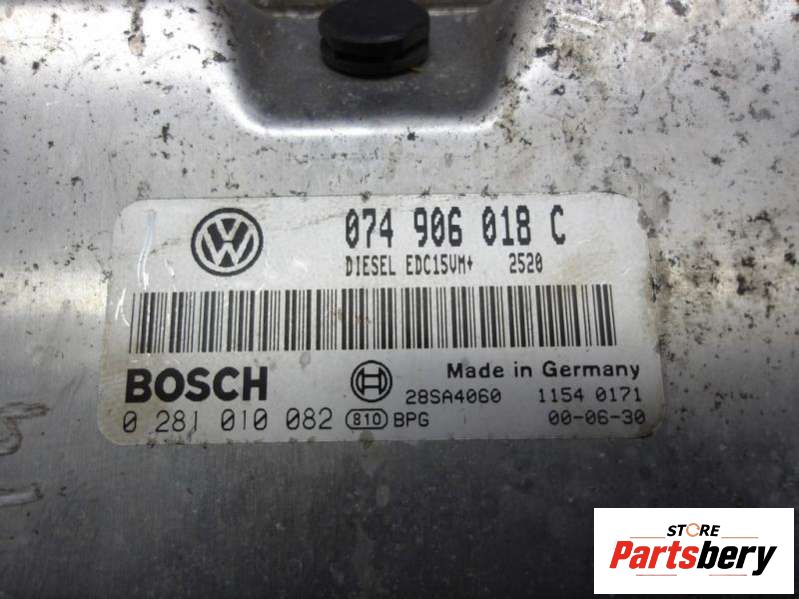 074 906 018 C
DIESEL EDC15VM+ 2520
BOSCH
Made in Germany
28SA4060 1154 0171
0 281 010 082 810 BPG 00-06-30
STORE
Partsbery